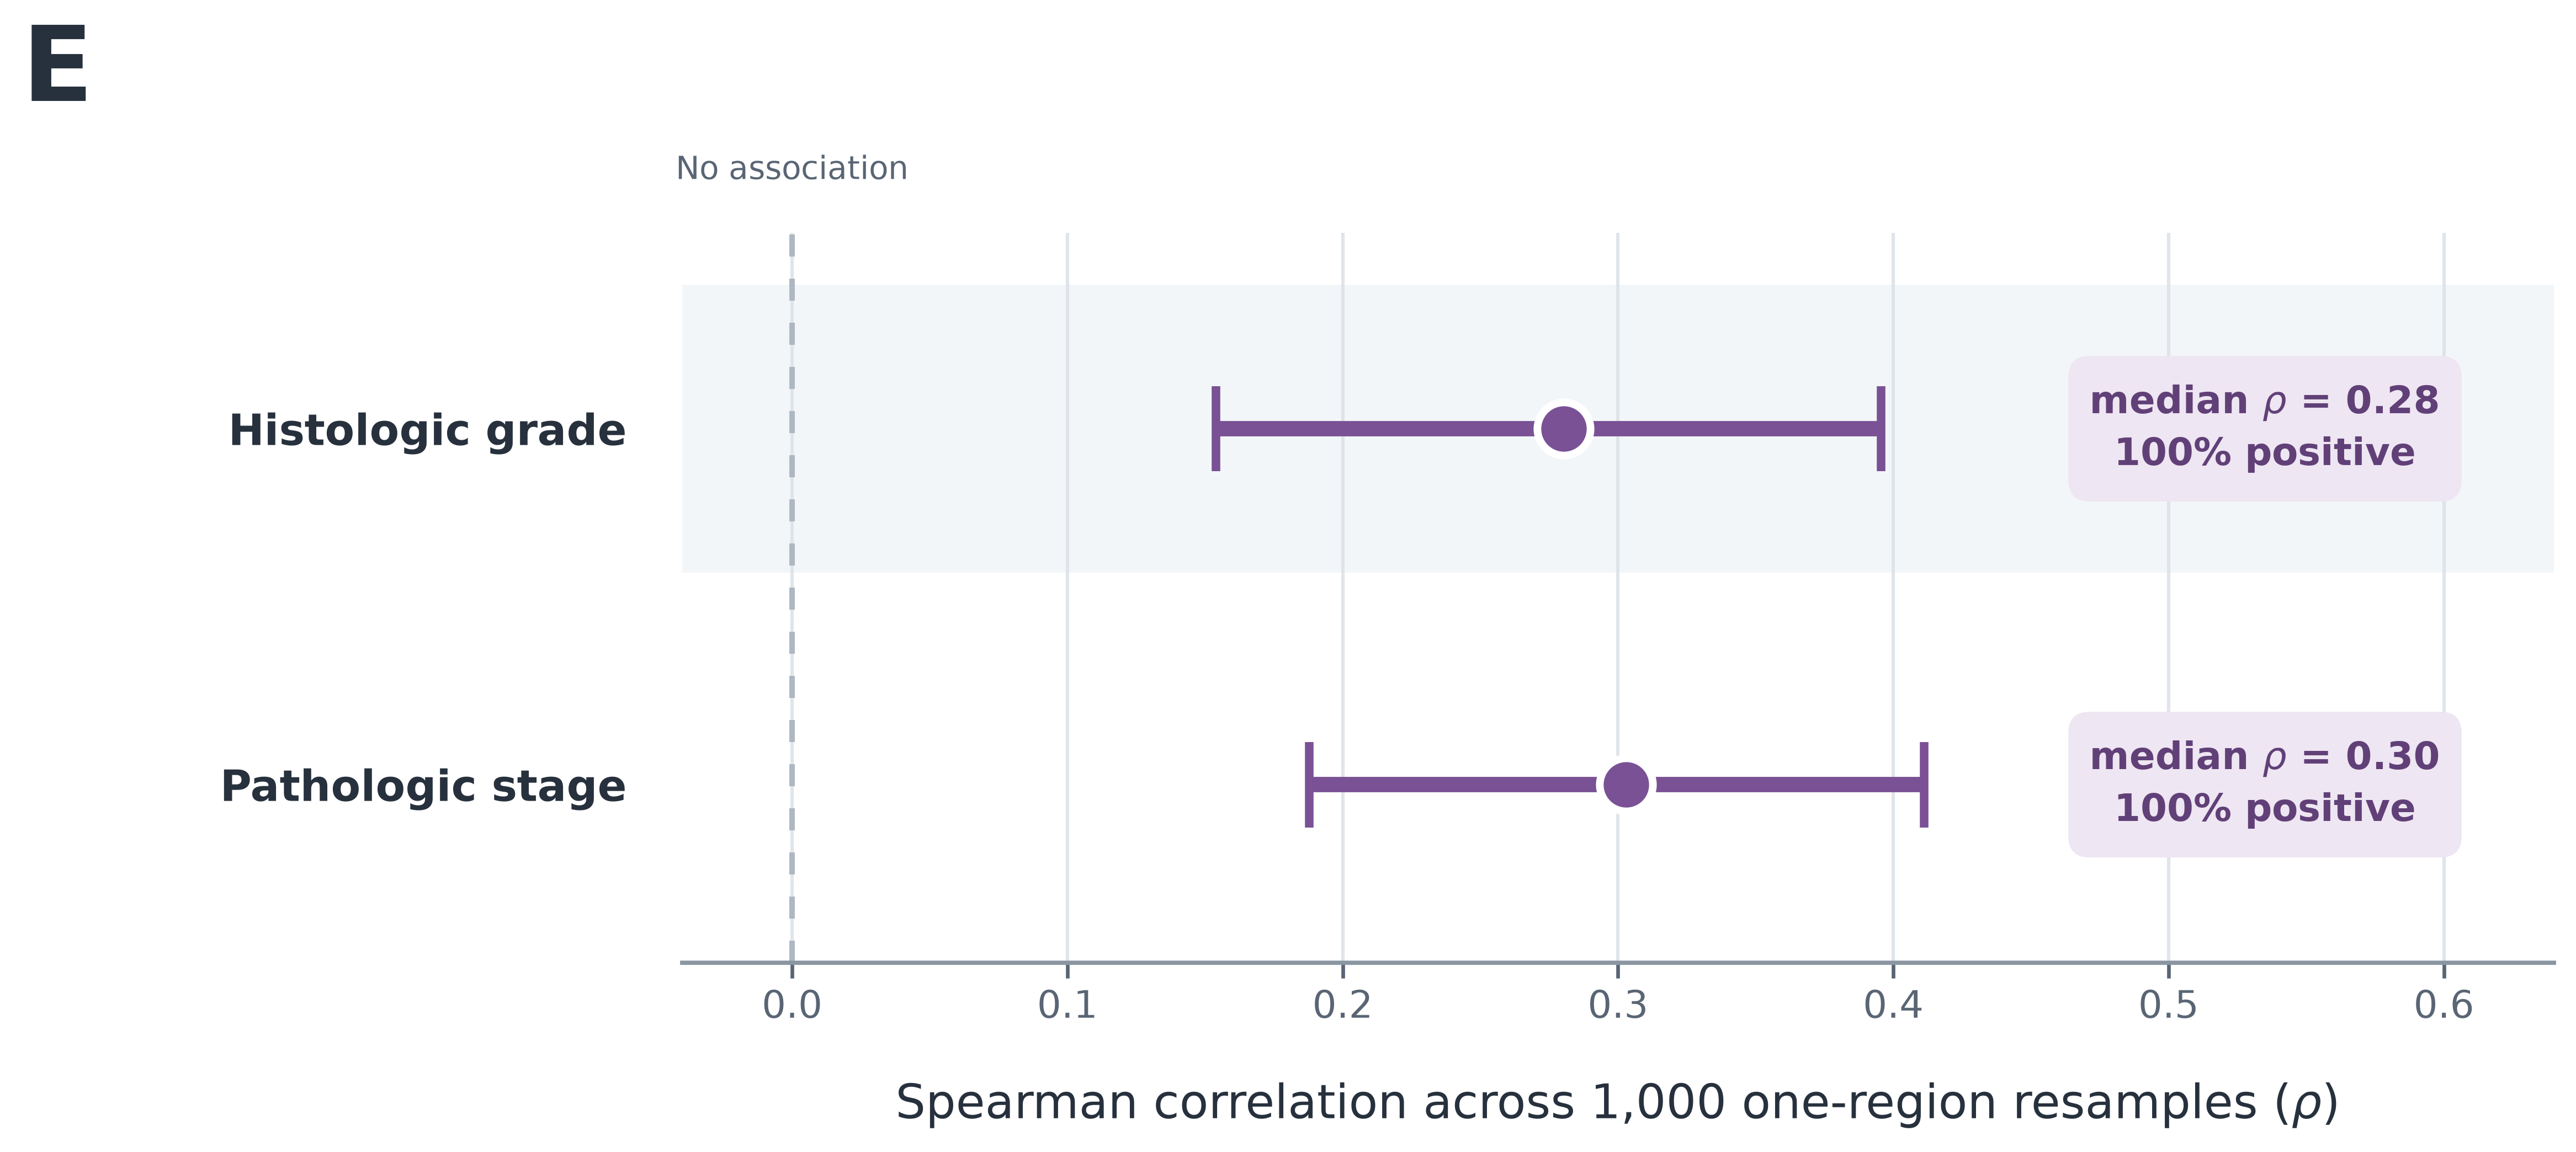 E
No association
Histologic grade
median ρ = 0.28
100% positive
Pathologic stage
median ρ = 0.30
100% positive
0.0 0.1 0.2 0.3 0.4 0.5 0.6
Spearman correlation across 1,000 one-region resamples (ρ)